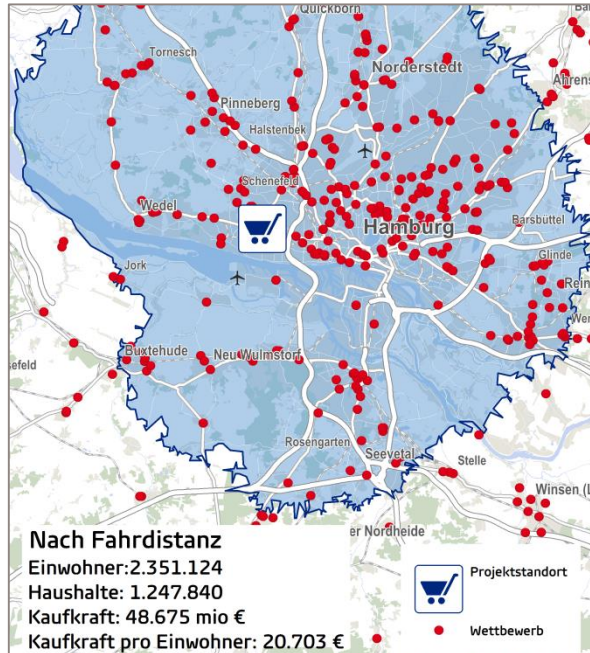 Quickborn
Tornesch
Norderstedt
Ahrens
Pinneberg
Halstenbek
Schenefeld
Wedel
Hamburg
Barsbüttel
Glinde
Jork
Rein
Wen
sefeld
Buxtehude
Neu Wulmstorf
Rosengarten
Seevetal
Stelle
Winsen (L
er Nordheide
Nach Fahrdistanz
Einwohner:2.351.124
Haushalte: 1.247.840
Kaufkraft: 48.675 mio €
Kaufkraft pro Einwohner: 20.703 €
Projektstandort
Wettbewerb